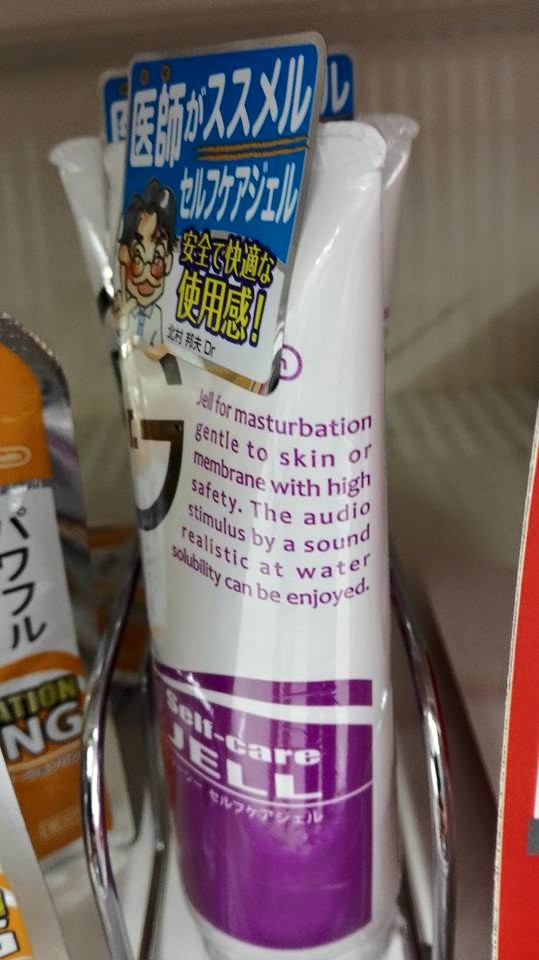 医師がススメル
セルフケアジェル
安全で快適な
使用感!
北村 邦夫 Dr
ル
G
Jell for masturbation
gentle to skin or
membrane with high
safety. The audio
stimulus by a sound
realistic at water
solubility can be enjoyed.
Self-care
JELL
セルフケアジェル
パワフル
ATION
NG